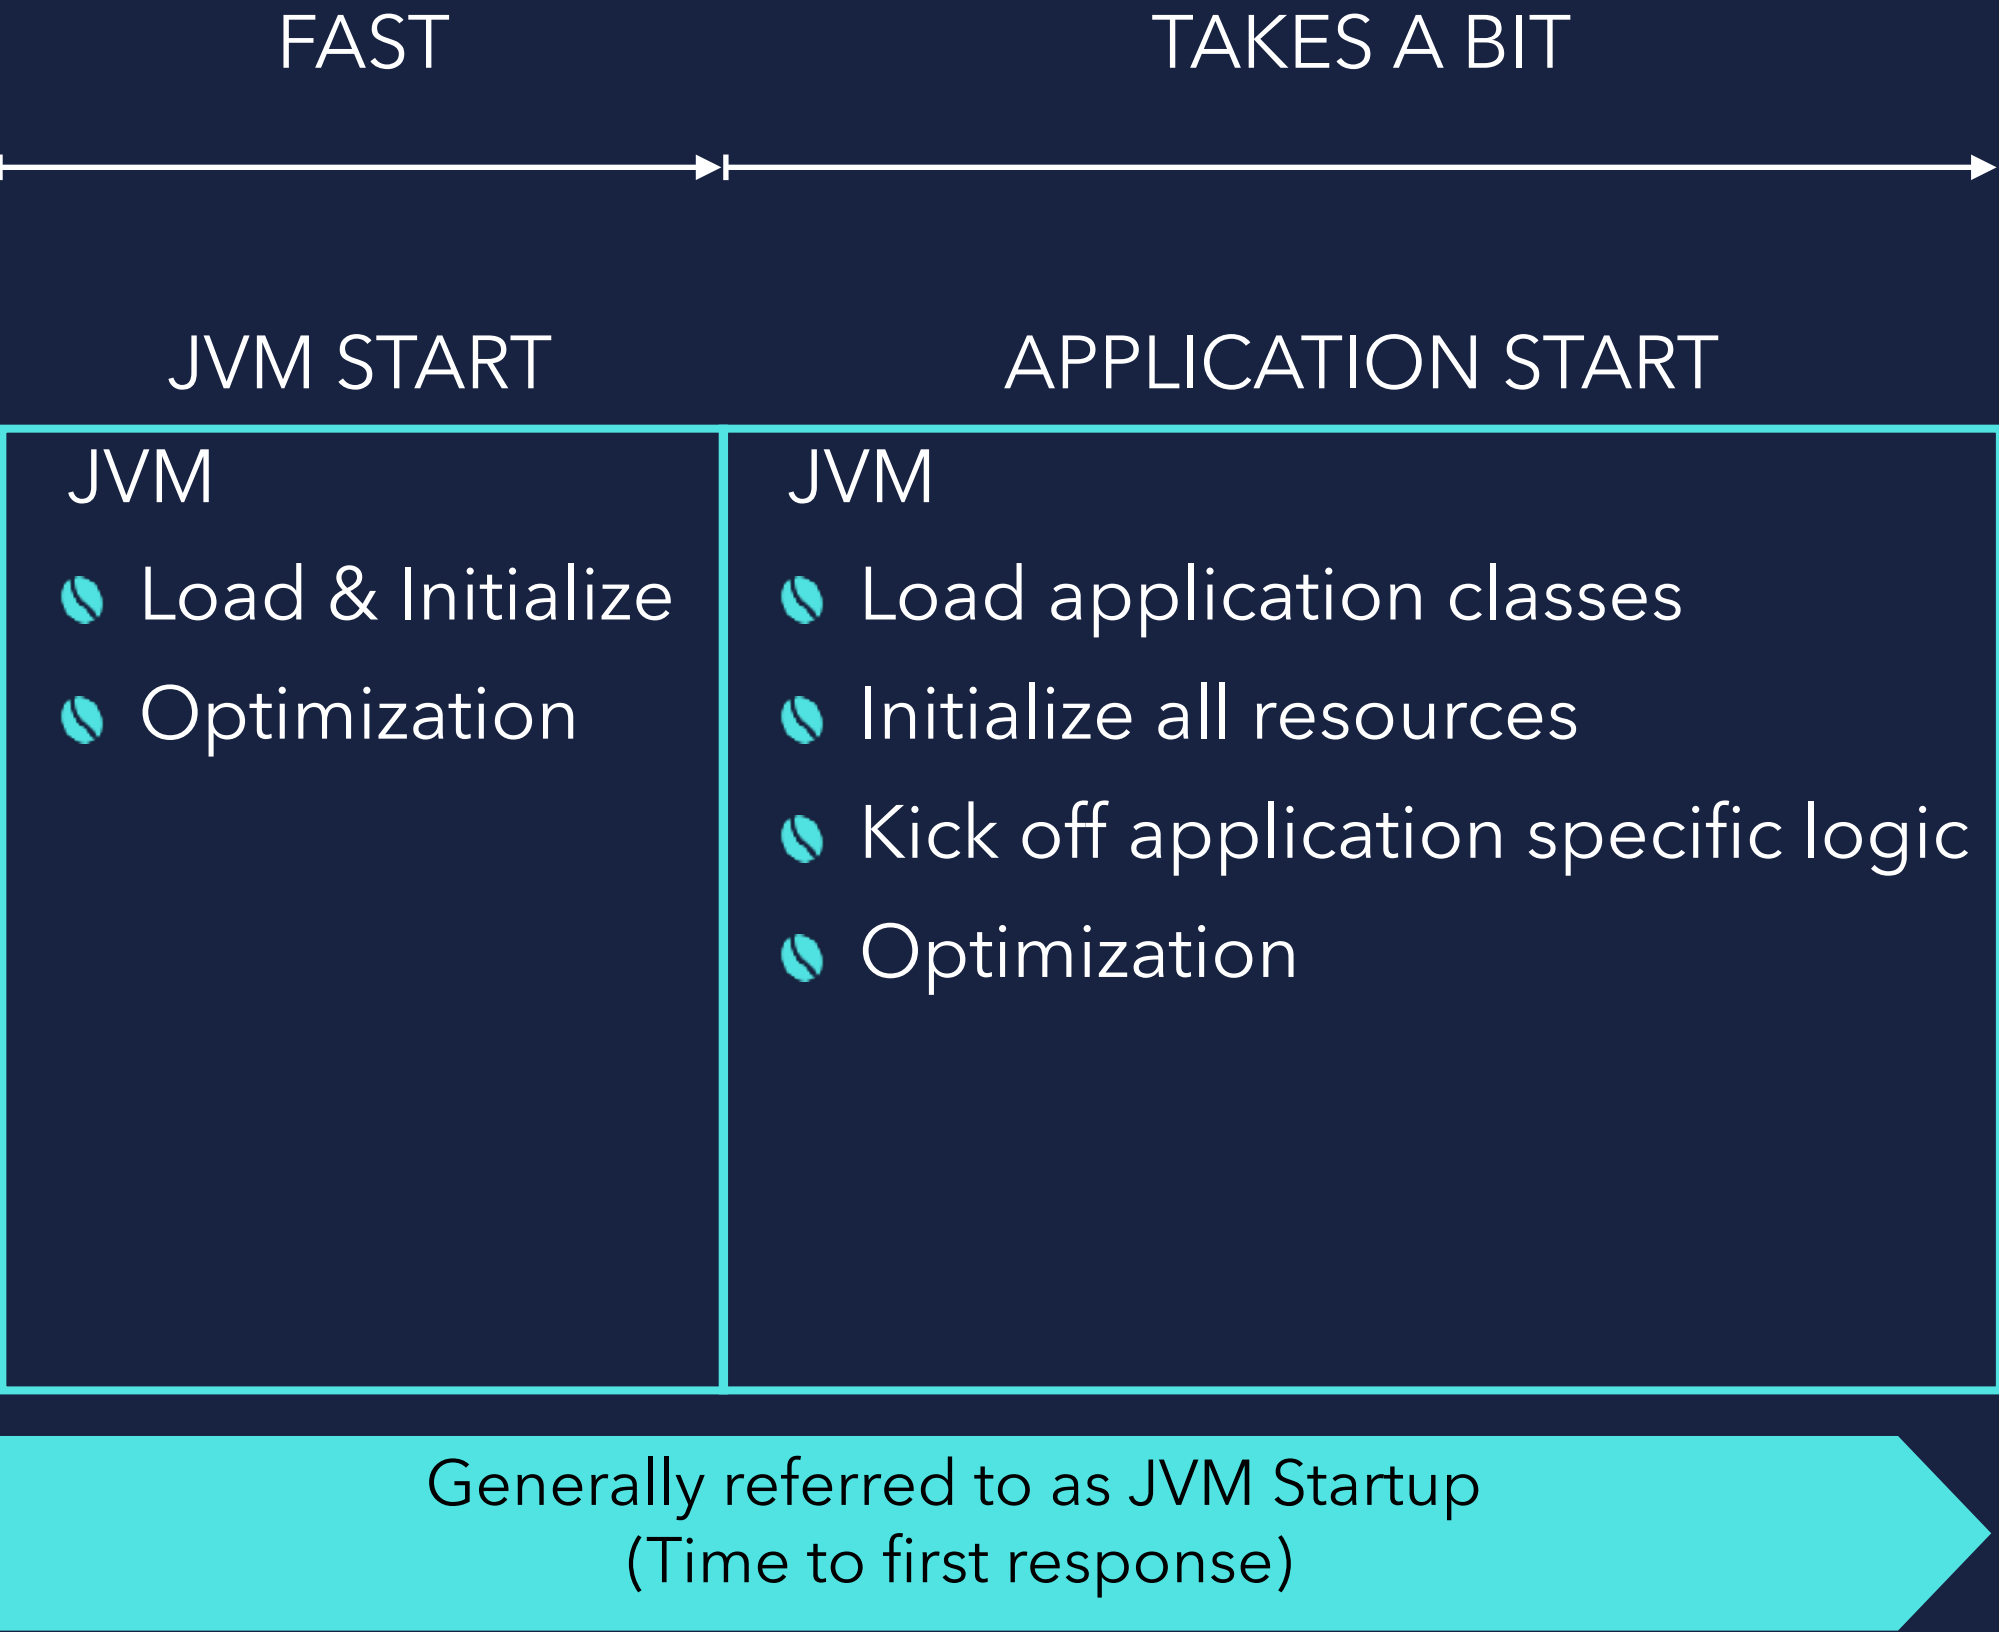 FAST
TAKES A BIT
JVM START
APPLICATION START
JVM
Load & Initialize
Optimization
JVM
Load application classes
Initialize all resources
Kick off application specific logic
Optimization
Generally referred to as JVM Startup
(Time to first response)